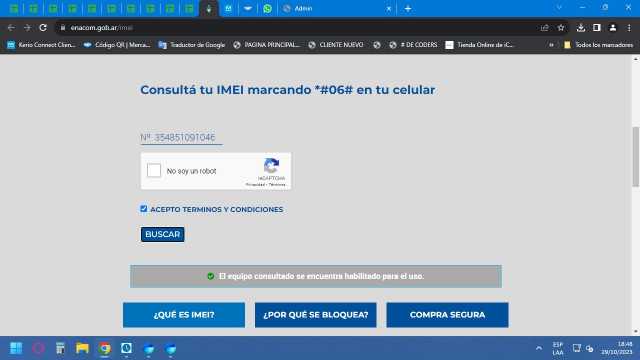 Admin
enacom.gob.ar/imei
Kerio Connect Clien...
Código QR | Merca...
Traductor de Google
PAGINA PRINCIPAL...
CLIENTE NUEVO
# DE CODERS
Tienda Online de iC...
Todos los marcadores
Consultá tu IMEI marcando *#06# en tu celular
Nº 354851091046
No soy un robot
reCAPTCHA
Privacidad - Términos
ACEPTO TERMINOS Y CONDICIONES
BUSCAR
El equipo consultado se encuentra habilitado para el uso.
¿QUÉ ES IMEI?
¿POR QUÉ SE BLOQUEA?
COMPRA SEGURA
ESP
LAA
18:48
29/10/2023